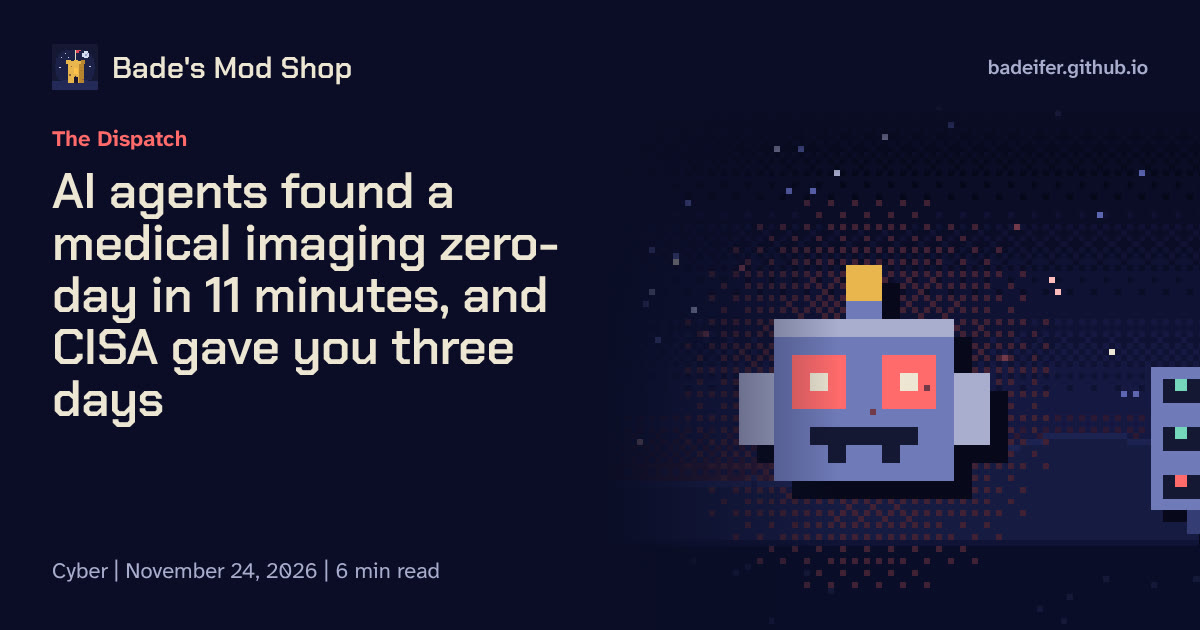 Bade's Mod Shop
badeifer.github.io
The Dispatch
AI agents found a
medical imaging zero-
day in 11 minutes, and
CISA gave you three
days
Cyber | November 24, 2026 | 6 min read